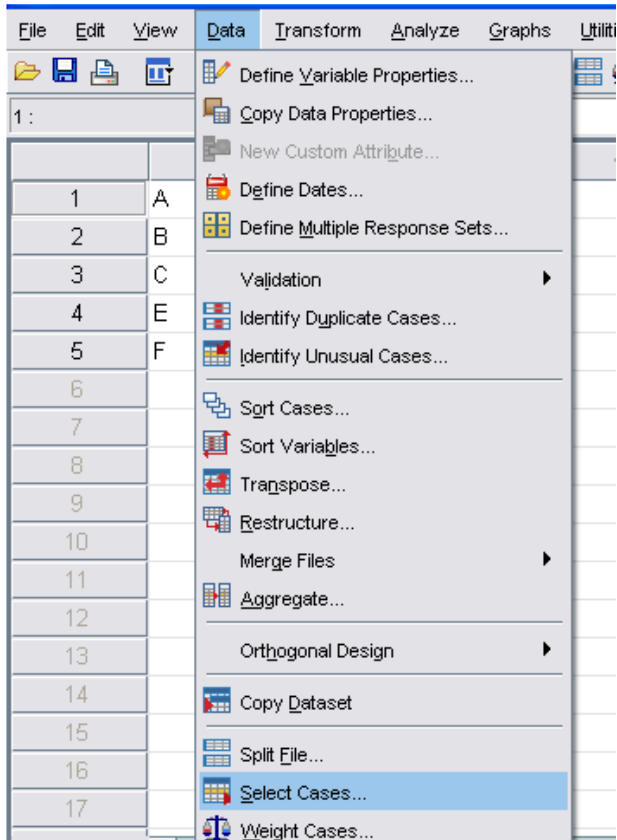 File Edit View Data Transform Analyze Graphs Utiliti
1 :
Define Variable Properties...
Copy Data Properties...
New Custom Attribute...
Define Dates...
Define Multiple Response Sets...
Validation
Identify Duplicate Cases...
Identify Unusual Cases...
Sort Cases...
Sort Variables...
Transpose...
Restructure...
Merge Files
Aggregate...
Orthogonal Design
Copy Dataset
Split File...
Select Cases...
Weight Cases...
1 A
2 B
3 C
4 E
5 F
6
7
8
9
10
11
12
13
14
15
16
17